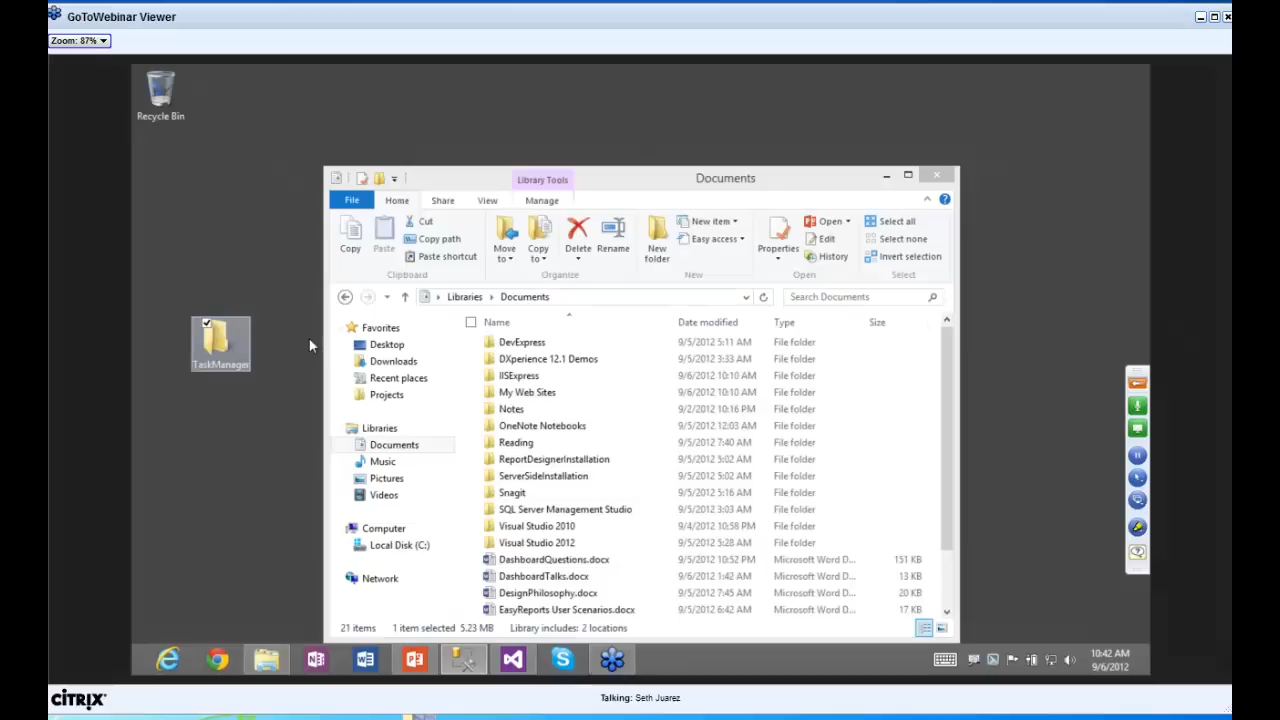 GoToWebinar Viewer
Zoom: 87%
Recycle Bin
Library Tools
Documents
File Home Share View Manage
Copy
Paste
Cut
Copy path
Paste shortcut
Clipboard
Move to
Copy to
Delete
Rename
Organize
New folder
New item
Easy access
New
Properties
Open
Edit
History
Open
Select all
Select none
Invert selection
Select
Libraries Documents
Search Documents
TaskManager
Favorites
Desktop
Downloads
Recent places
Projects
Libraries
Documents
Music
Pictures
Videos
Computer
Local Disk (C:)
Network
Name Date modified Type Size
DevExpress 9/5/2012 5:11 AM File folder
DXperience 12.1 Demos 9/5/2012 3:33 AM File folder
IISExpress 9/6/2012 10:10 AM File folder
My Web Sites 9/6/2012 10:10 AM File folder
Notes 9/2/2012 10:16 PM File folder
OneNote Notebooks 9/5/2012 12:03 AM File folder
Reading 9/5/2012 7:40 AM File folder
ReportDesignerInstallation 9/5/2012 5:02 AM File folder
ServerSideInstallation 9/5/2012 5:02 AM File folder
Snagit 9/5/2012 5:16 AM File folder
SQL Server Management Studio 9/5/2012 3:03 AM File folder
Visual Studio 2010 9/4/2012 10:58 PM File folder
Visual Studio 2012 9/5/2012 5:28 AM File folder
DashboardQuestions.docx 9/5/2012 10:52 PM Microsoft Word D... 151 KB
DashboardTalks.docx 9/6/2012 1:42 AM Microsoft Word D... 13 KB
DesignPhilosophy.docx 9/5/2012 7:45 AM Microsoft Word D... 20 KB
EasyReports User Scenarios.docx 9/5/2012 6:42 AM Microsoft Word D... 17 KB
21 items 1 item selected 5.23 MB Library includes: 2 locations
10:42 AM
9/6/2012
CİTRIX
Talking: Seth Juarez